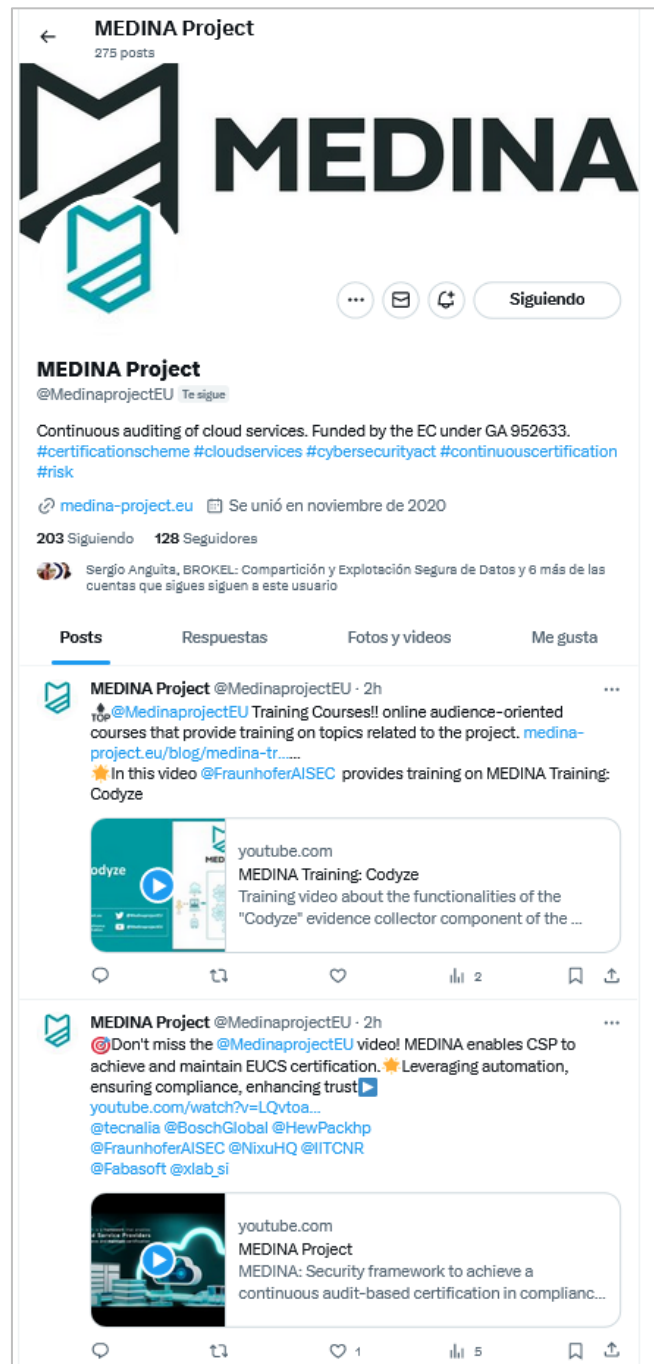 MEDINA Project
275 posts
MEDINA
Siguiendo
MEDINA Project
@MedinaprojectEU Te sigue
Continuous auditing of cloud services. Funded by the EC under GA 952633.
#certificationscheme #cloudservices #cybersecurityact #continuouscertification
#risk
medina-project.eu Se unió en noviembre de 2020
203 Siguiendo 128 Seguidores
Sergio Anguita, BROKEL: Compartición y Explotación Segura de Datos y 6 más de las
cuentas que sigues siguen a este usuario
Posts Respuestas Fotos y videos Me gusta
MEDINA Project @MedinaprojectEU · 2h
TOP @MedinaprojectEU Training Courses!! online audience-oriented
courses that provide training on topics related to the project. medina-
project.eu/blog/medina-tr......
In this video @FraunhoferAISEC provides training on MEDINA Training:
Codyze
odyze
MED
youtube.com
MEDINA Training: Codyze
Training video about the functionalities of the
"Codyze" evidence collector component of the ...
2
MEDINA Project @MedinaprojectEU · 2h
Don't miss the @MedinaprojectEU video! MEDINA enables CSP to
achieve and maintain EUCS certification. Leveraging automation,
ensuring compliance, enhancing trust
youtube.com/watch?v=LQvtoa...
@tecnalia @BoschGlobal @HewPackhp
@FraunhoferAISEC @NixuHQ @IITCNR
@Fabasoft @xlab_si
d Service Providers
youtube.com
MEDINA Project
MEDINA: Security framework to achieve a
continuous audit-based certification in complianc...
1 5